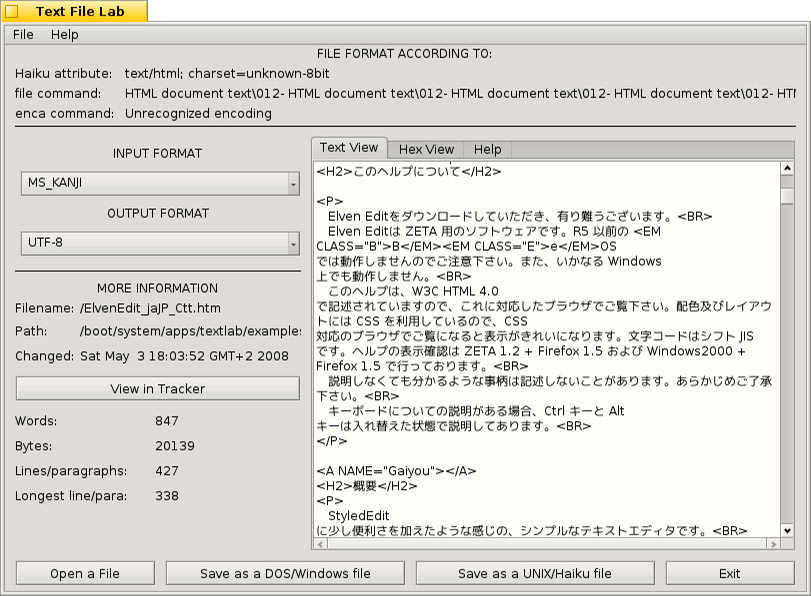 Text File Lab
File Help
FILE FORMAT ACCORDING TO:
Haiku attribute: text/html; charset=unknown-8bit
file command: HTML document text\012- HTML document text\012- HTML document text\012- HTML document text\012- HTM
enca command: Unrecognized encoding
INPUT FORMAT
MS_KANJI
OUTPUT FORMAT
UTF-8
MORE INFORMATION
Filename: /ElvenEdit_jaJP_Ctt.htm
Path: /boot/system/apps/textlab/example:
Changed: Sat May 3 18:03:52 GMT+2 2008
View in Tracker
Words: 847
Bytes: 20139
Lines/paragraphs: 427
Longest line/para: 338
Text View Hex View Help
<H2>このヘルプについて</H2>
<P>
Elven Editをダウンロードしていただき、有り難うございます。<BR>
Elven Editは ZETA 用のソフトウェアです。R5 以前の <EM
CLASS="B">B</EM><EM CLASS="E">e</EM>OS
では動作しませんのでご注意下さい。また、いかなる Windows
上でも動作しません。<BR>
このヘルプは、W3C HTML 4.0
で記述されていますので、これに対応したブラウザでご覧下さい。配色及びレイアウ
トには CSS を利用しているので、CSS
対応のブラウザでご覧になると表示がきれいになります。文字コードはシフト JIS
です。ヘルプの表示確認は ZETA 1.2 + Firefox 1.5 および Windows2000 +
Firefox 1.5 で行っております。<BR>
説明しなくても分かるような事柄は記述しないことがあります。あらかじめご了承
下さい。<BR>
キーボードについての説明がある場合、Ctrl キーと Alt
キーは入れ替えた状態で説明してあります。<BR>
</P>
<A NAME="Gaiyou"></A>
<H2>概要</H2>
<P>
StyledEdit
に少し便利さを加えたような感じの、シンプルなテキストエディタです。<BR>
Open a File Save as a DOS/Windows file Save as a UNIX/Haiku file Exit